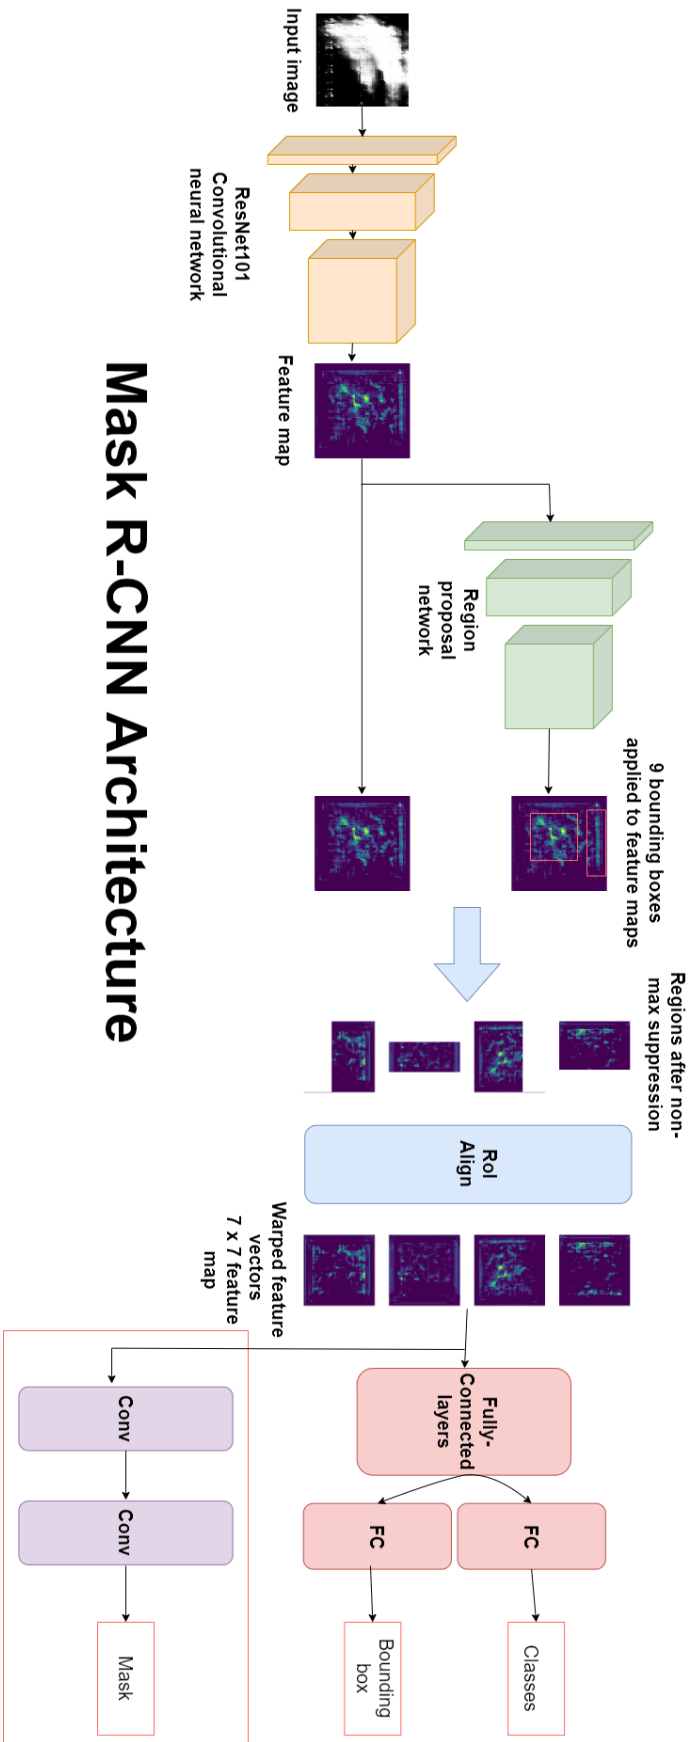 Input image
ResNet101
Convolutional
neural network
Feature map
Region
proposal
network
9 bounding boxes
applied to feature maps
Regions after non-
max suppression
RoI
Align
Warped feature
vectors
7 x 7 feature
map
Fully-
Connected
layers
FC
FC
Classes
Bounding
box
Conv
Conv
Mask
Mask R-CNN Architecture